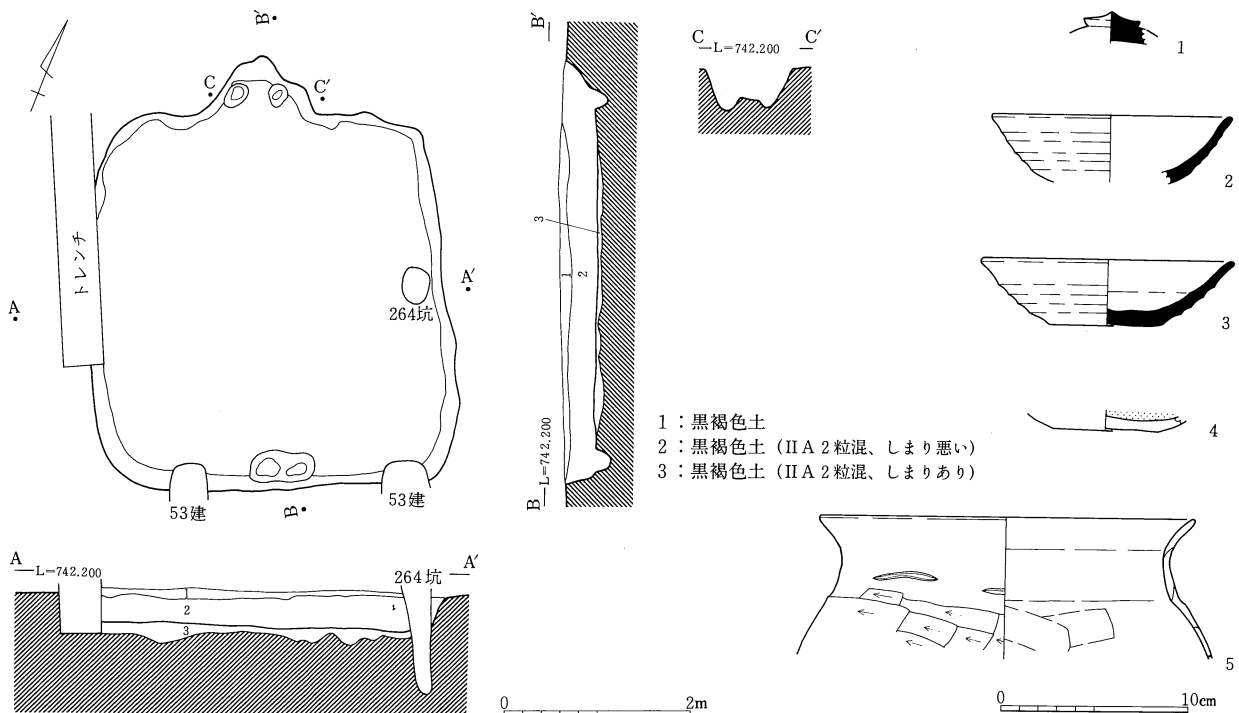 B′
C
C′
トレンチ
A
A′
264坑
53建
53建
B
A
L=742.200
264坑
A′
2
1
3
B′
3
1
2
B
L=742.200
C
L=742.200
C′
1：黒褐色土
2：黒褐色土（IIA2粒混、しまり悪い）
3：黒褐色土（IIA2粒混、しまりあり）
0
2m
1
2
3
4
5
0
10cm